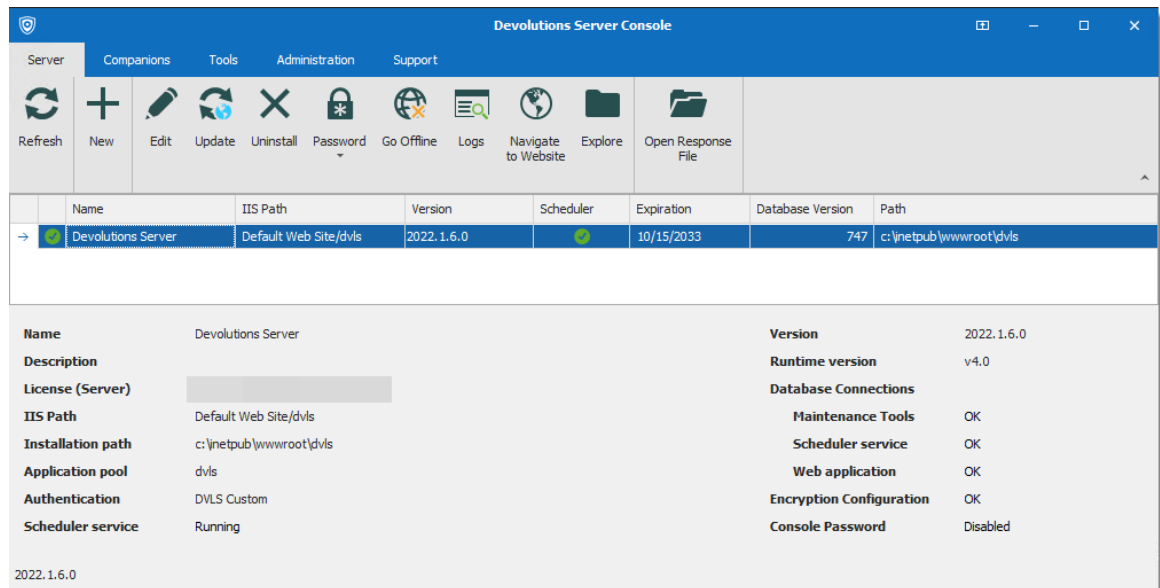 Devolutions Server Console
Server Companions Tools Administration Support
Refresh New Edit Update Uninstall Password Go Offline Logs Navigate to Website Explore Open Response File
Name IIS Path Version Scheduler Expiration Database Version Path
Devolutions Server Default Web Site/dvls 2022.1.6.0 10/15/2033 747 c:\inetpub\wwwroot\dvls
Name Devolutions Server Version 2022.1.6.0
Description Runtime version v4.0
License (Server) Database Connections
IIS Path Default Web Site/dvls Maintenance Tools OK
Installation path c:\inetpub\wwwroot\dvls Scheduler service OK
Application pool dvls Web application OK
Authentication DVLS Custom Encryption Configuration OK
Scheduler service Running Console Password Disabled
2022.1.6.0